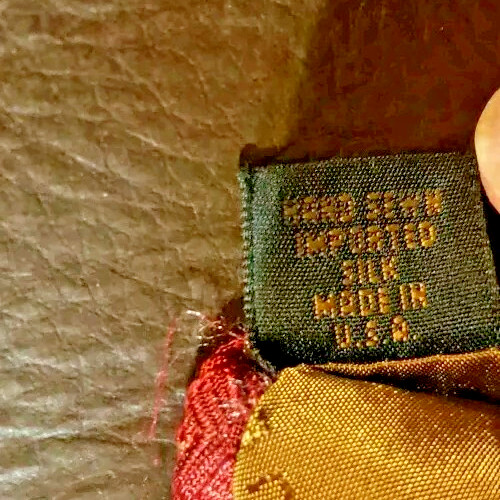 HAND SEWN
IMPORTED
SILK
MADE IN
U.S.A.